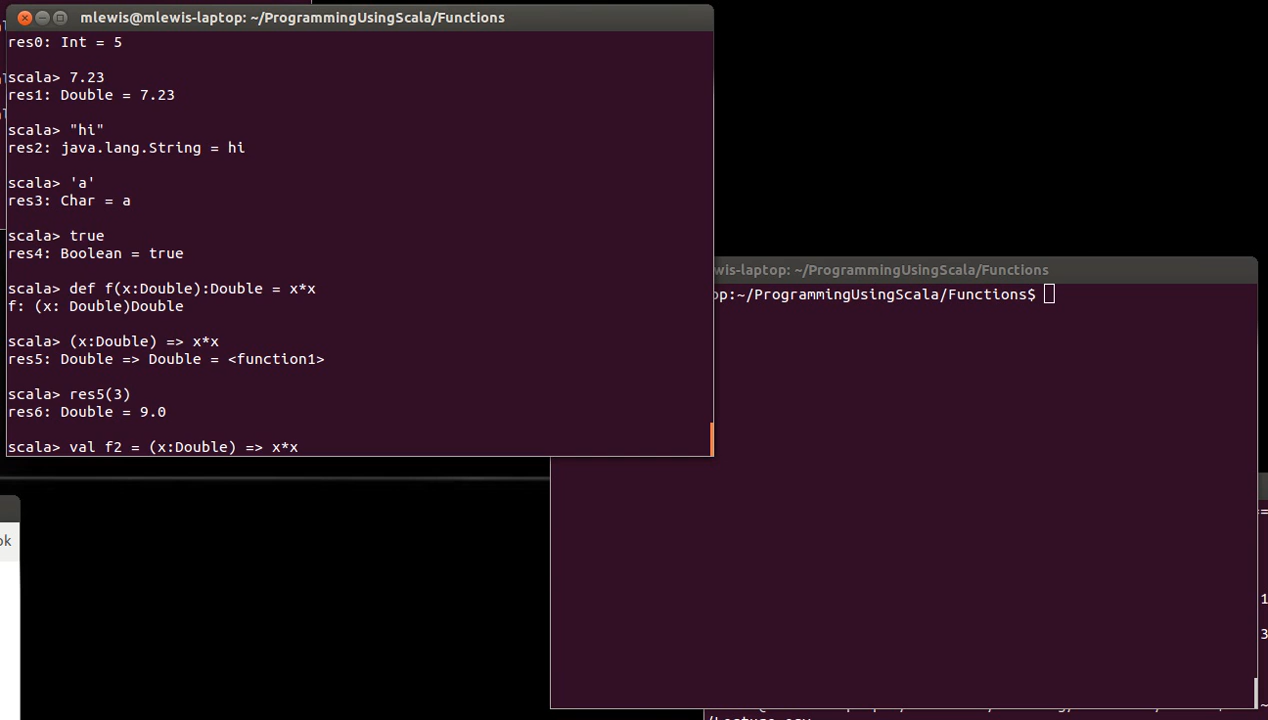 mlewis@mlewis-laptop: ~/ProgrammingUsingScala/Functions
res0: Int = 5
scala> 7.23
res1: Double = 7.23
scala> "hi"
res2: java.lang.String = hi
scala> 'a'
res3: Char = a
scala> true
res4: Boolean = true
scala> def f(x:Double):Double = x*x
f: (x: Double)Double
scala> (x:Double) => x*x
res5: Double => Double = <function1>
scala> res5(3)
res6: Double = 9.0
scala> val f2 = (x:Double) => x*x
wis-laptop: ~/ProgrammingUsingScala/Functions
op:~/ProgrammingUsingScala/Functions$
ok
==
1
3
~